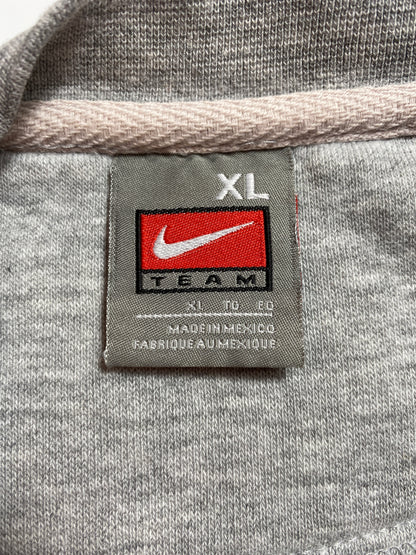 XL
TEAM
XL TG EG
MADE IN MEXICO
FABRIQUE AU MEXIQUE